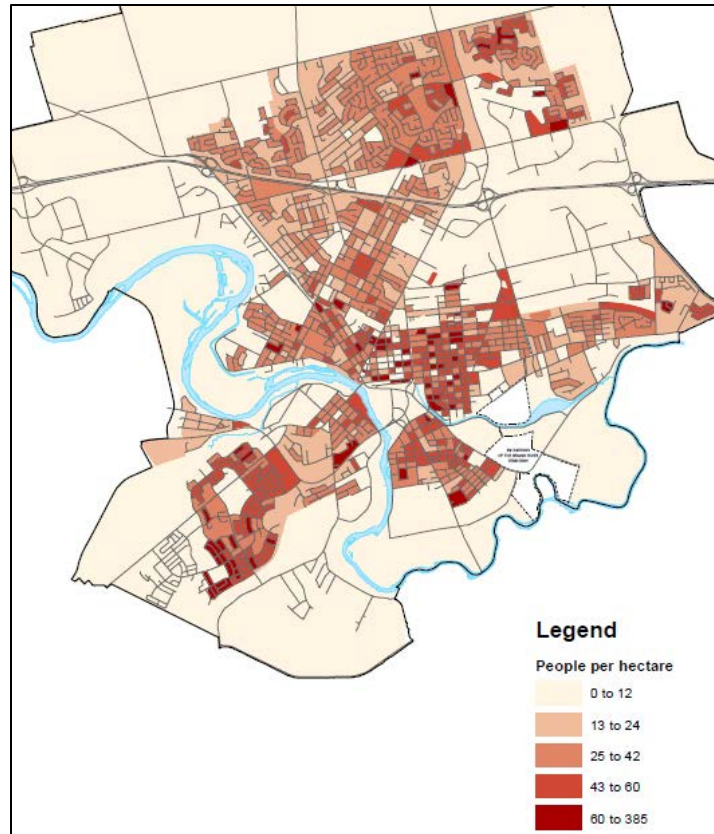 Legend
People per hectare
0 to 12
13 to 24
25 to 42
43 to 60
60 to 385